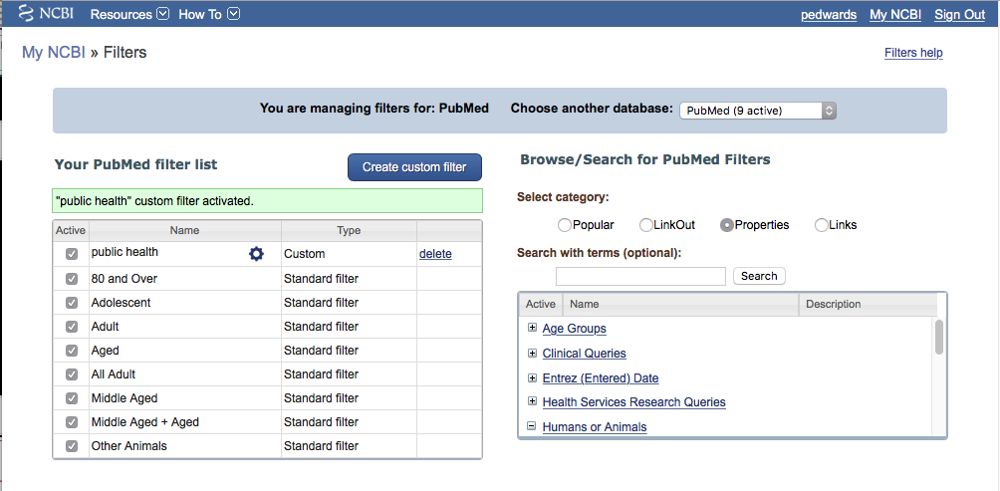 NCBI Resources How To pedwards My NCBI Sign Out
My NCBI » Filters Filters help
You are managing filters for: PubMed Choose another database: PubMed (9 active)
Your PubMed filter list Create custom filter
"public health" custom filter activated.
Active Name Type
public health Custom delete
80 and Over Standard filter
Adolescent Standard filter
Adult Standard filter
Aged Standard filter
All Adult Standard filter
Middle Aged Standard filter
Middle Aged + Aged Standard filter
Other Animals Standard filter
Browse/Search for PubMed Filters
Select category:
Popular LinkOut Properties Links
Search with terms (optional):
Search
Active Name Description
Age Groups
Clinical Queries
Entrez (Entered) Date
Health Services Research Queries
Humans or Animals